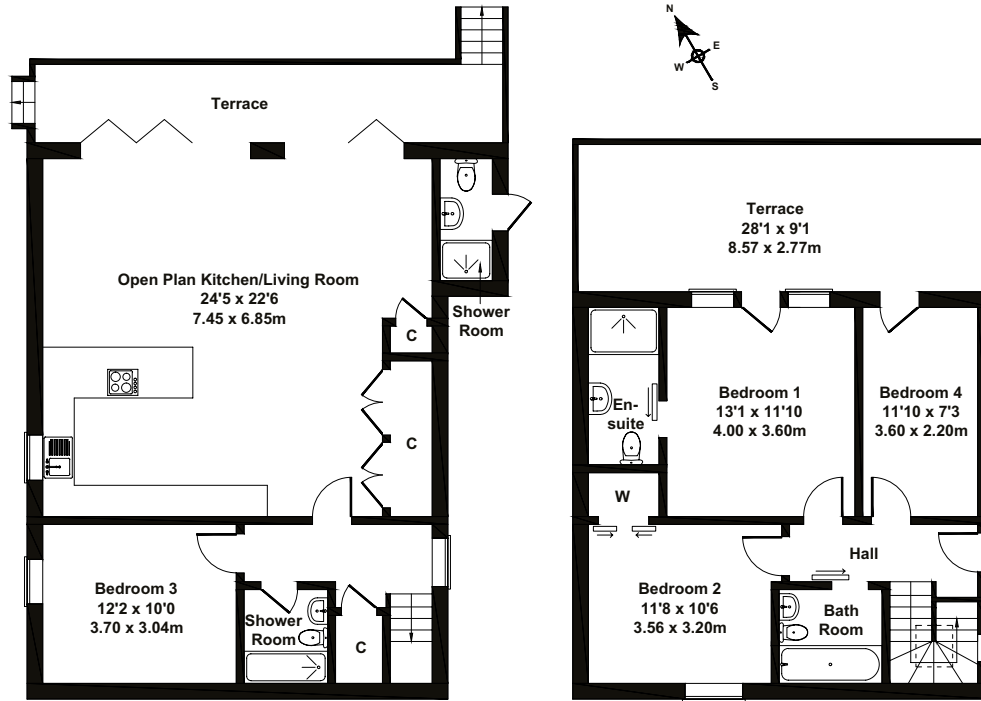 N
E
W
S
Terrace
Open Plan Kitchen/Living Room
24'5 x 22'6
7.45 x 6.85m
Shower
Room
C
C
Bedroom 3
12'2 x 10'0
3.70 x 3.04m
Shower
Room
C
Terrace
28'1 x 9'1
8.57 x 2.77m
Bedroom 1
13'1 x 11'10
4.00 x 3.60m
Bedroom 4
11'10 x 7'3
3.60 x 2.20m
En-
suite
W
Hall
Bedroom 2
11'8 x 10'6
3.56 x 3.20m
Bath
Room